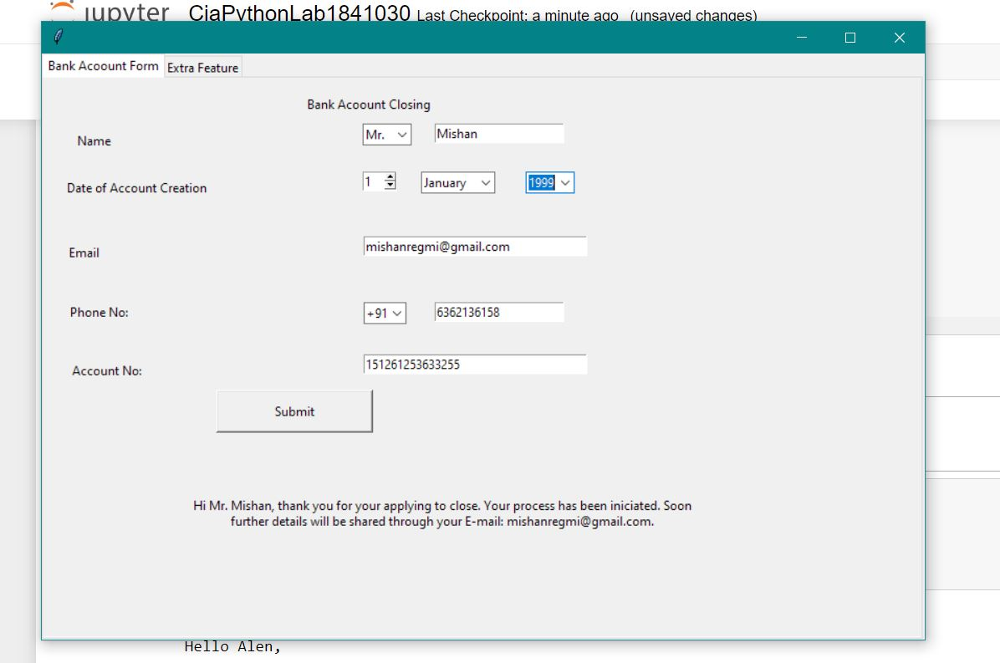 jupyter CiaPythonLab1841030 Last Checkpoint: a minute ago (unsaved changes)
Bank Acoount Form Extra Feature
Bank Acoount Closing
Name Mr. Mishan
Date of Account Creation 1 January 1999
Email mishanregmi@gmail.com
Phone No: +91 6362136158
Account No: 151261253633255
Submit
Hi Mr. Mishan, thank you for your applying to close. Your process has been iniciated. Soon
further details will be shared through your E-mail: mishanregmi@gmail.com.
Hello Alen,